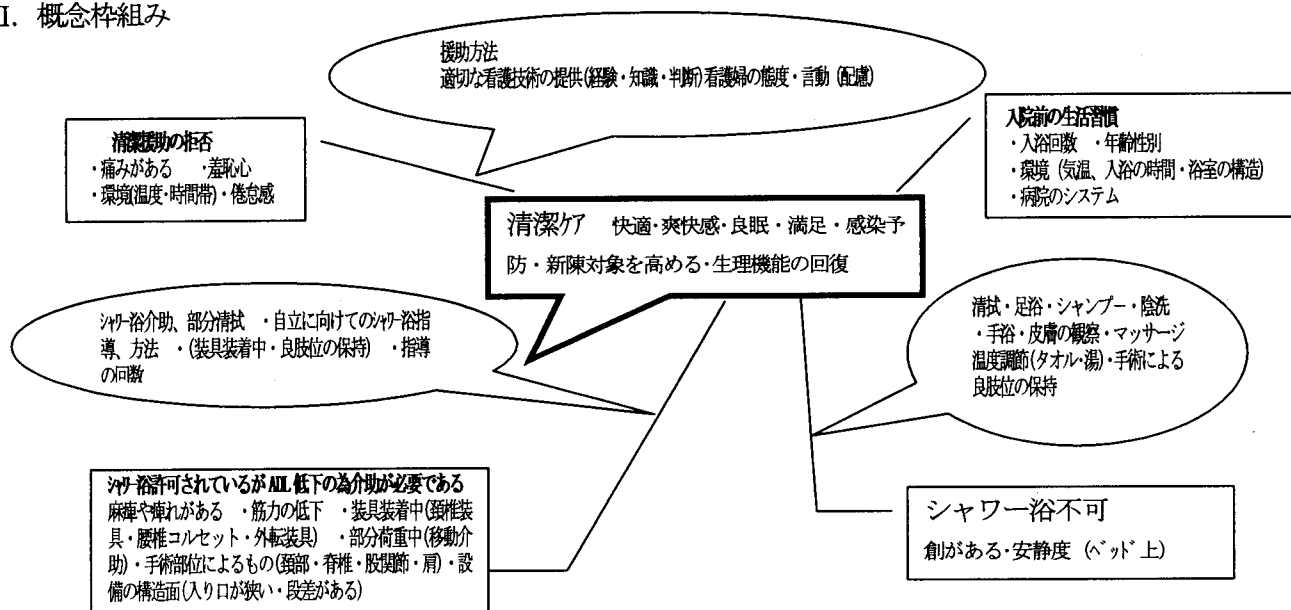 II. 概念枠組み
援助方法
適切な看護技術の提供(経験・知識・判断)看護婦の態度・言動 (配慮)
清潔援助の拒否
・痛みがある ・羞恥心
・環境(温度・時間帯)・倦怠感
入院前の生活習慣
・入浴回数 ・年齢性別
・環境 (気温、入浴の時間・浴室の構造)
・病院のシステム
清潔ケア 快適・爽快感・良眠・満足・感染予
防・新陳対象を高める・生理機能の回復
シャワー浴介助、部分清拭 ・自立に向けてのシャワー浴指
導、方法 ・(装具装着中・良肢位の保持) ・指導
の回数
清拭・足浴・シャンプー・陰洗
・手浴・皮膚の観察・マッサージ
温度調節(タオル・湯)・手術による
良肢位の保持
シャワー浴許可されているがADL低下の為介助が必要である
麻痺や痺れがある ・筋力の低下 ・装具装着中(頚椎装
具・腰椎コルセット・外転装具) ・部分荷重中(移動介
助)・手術部位によるもの(頚部・脊椎・股関節・肩)・設
備の構造面(入り口が狭い・段差がある)
シャワー浴不可
創がある・安静度 (ベッド上)